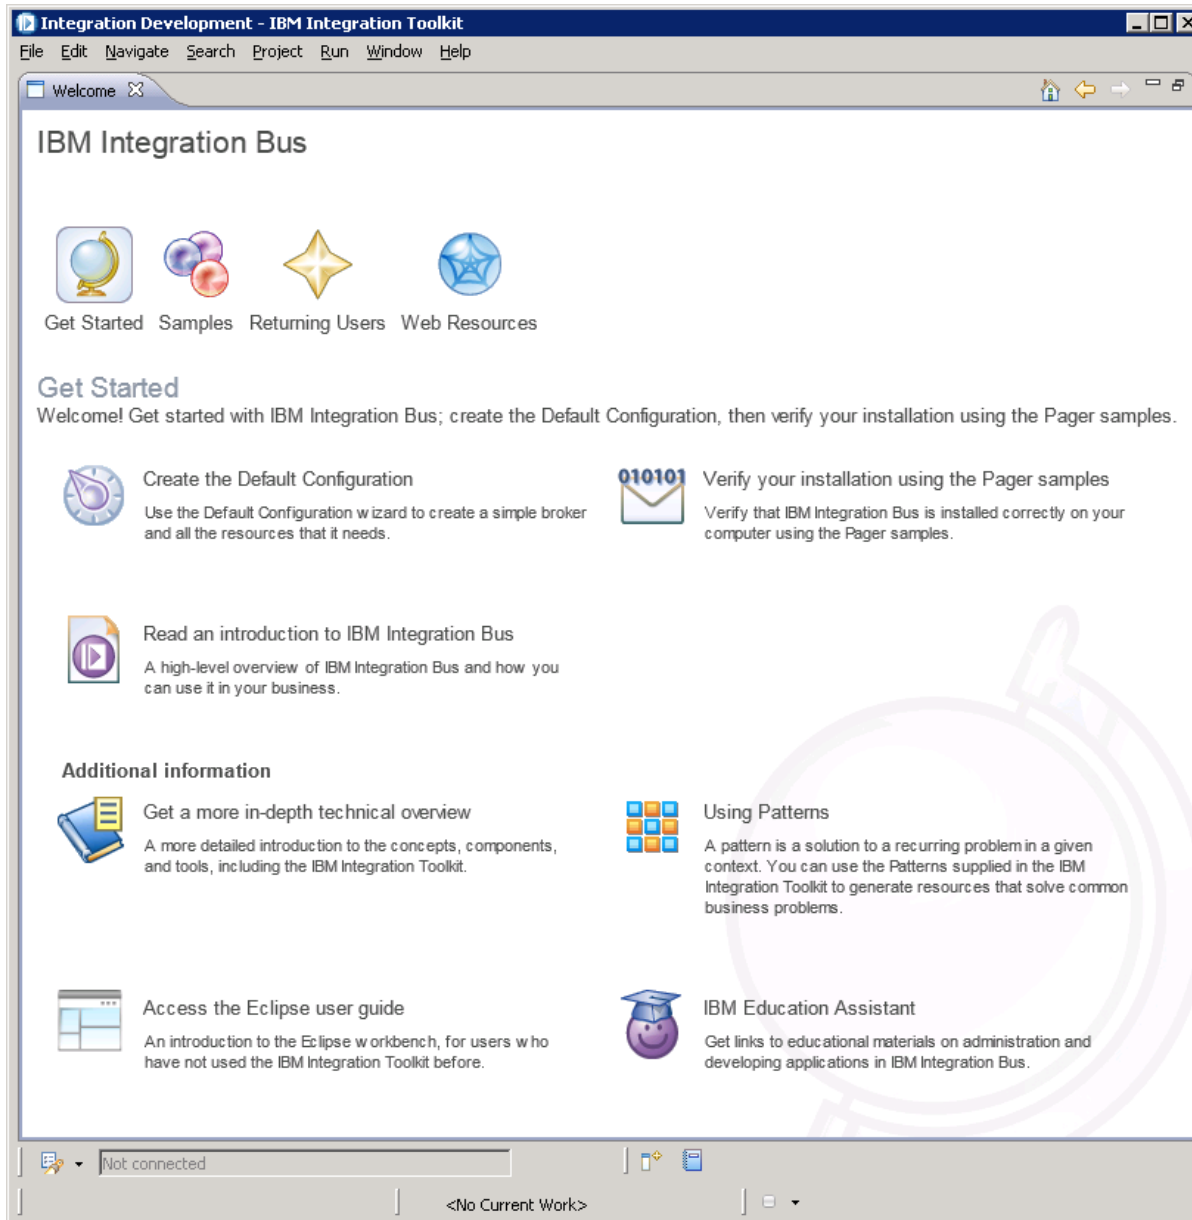 Integration Development - IBM Integration Toolkit
File Edit Navigate Search Project Run Window Help
Welcome
IBM Integration Bus
Get Started Samples Returning Users Web Resources
Get Started
Welcome! Get started with IBM Integration Bus; create the Default Configuration, then verify your installation using the Pager samples.
Create the Default Configuration
Use the Default Configuration wizard to create a simple broker
and all the resources that it needs.
010101
Verify your installation using the Pager samples
Verify that IBM Integration Bus is installed correctly on your
computer using the Pager samples.
Read an introduction to IBM Integration Bus
A high-level overview of IBM Integration Bus and how you
can use it in your business.
Additional information
Get a more in-depth technical overview
A more detailed introduction to the concepts, components,
and tools, including the IBM Integration Toolkit.
Using Patterns
A pattern is a solution to a recurring problem in a given
context. You can use the Patterns supplied in the IBM
Integration Toolkit to generate resources that solve common
business problems.
Access the Eclipse user guide
An introduction to the Eclipse workbench, for users who
have not used the IBM Integration Toolkit before.
IBM Education Assistant
Get links to educational materials on administration and
developing applications in IBM Integration Bus.
Not connected
<No Current Work>